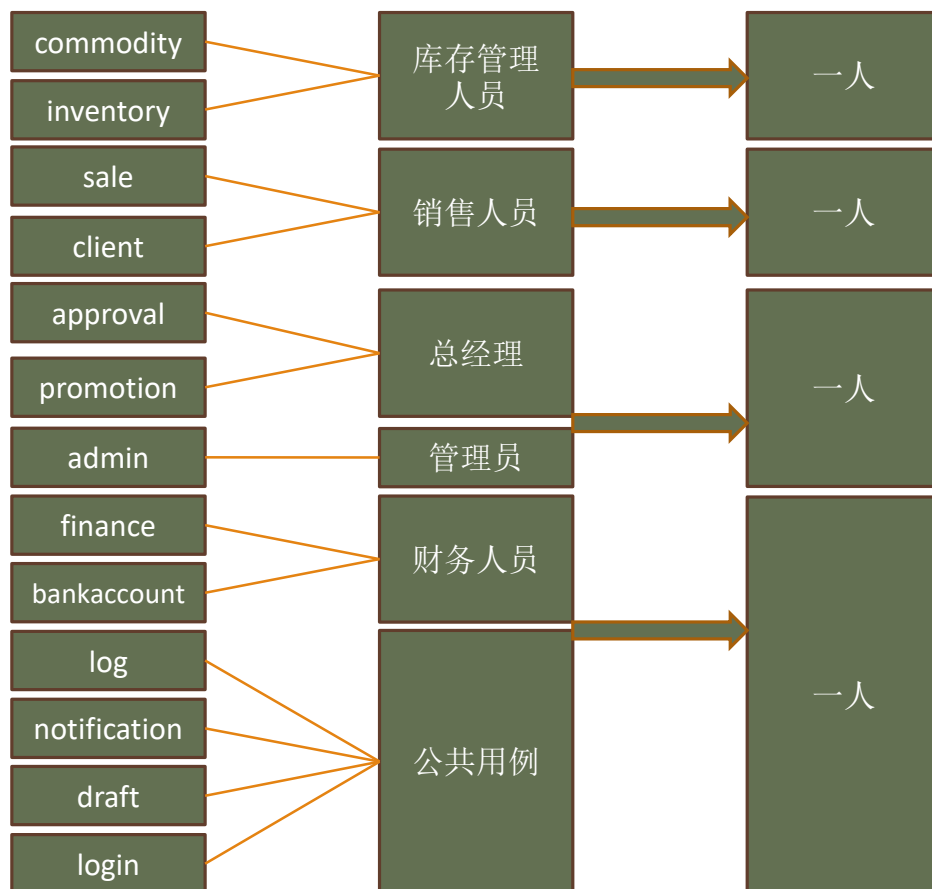 commodity
inventory
sale
client
approval
promotion
admin
finance
bankaccount
log
notification
draft
login
库存管理
人员
销售人员
总经理
管理员
财务人员
公共用例
一人
一人
一人
一人